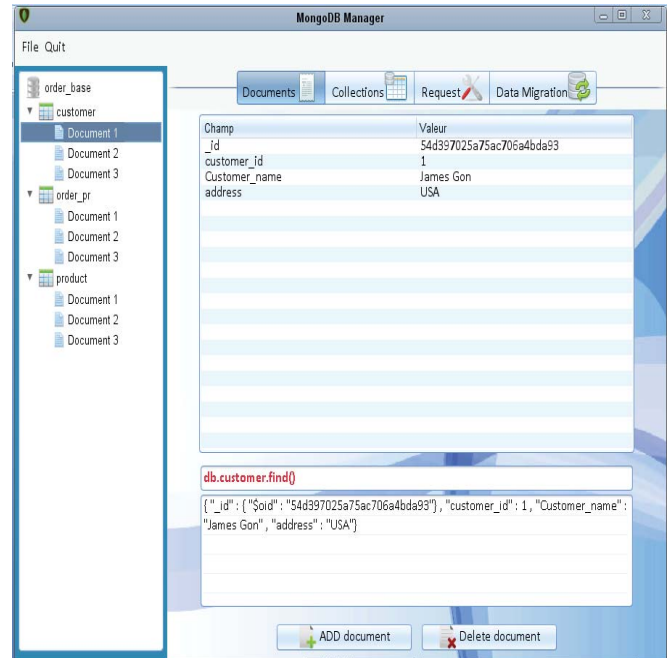 MongoDB Manager
File Quit
order_base
customer
Document 1
Document 2
Document 3
order_pr
Document 1
Document 2
Document 3
product
Document 1
Document 2
Document 3
Documents Collections Request Data Migration
Champ Valeur
_id 54d397025a75ac706a4bda93
customer_id 1
Customer_name James Gon
address USA
db.customer.find()
{ "_id" : { "$oid" : "54d397025a75ac706a4bda93"} , "customer_id" : 1 , "Customer_name" :
"James Gon" , "address" : "USA"}
ADD document Delete document